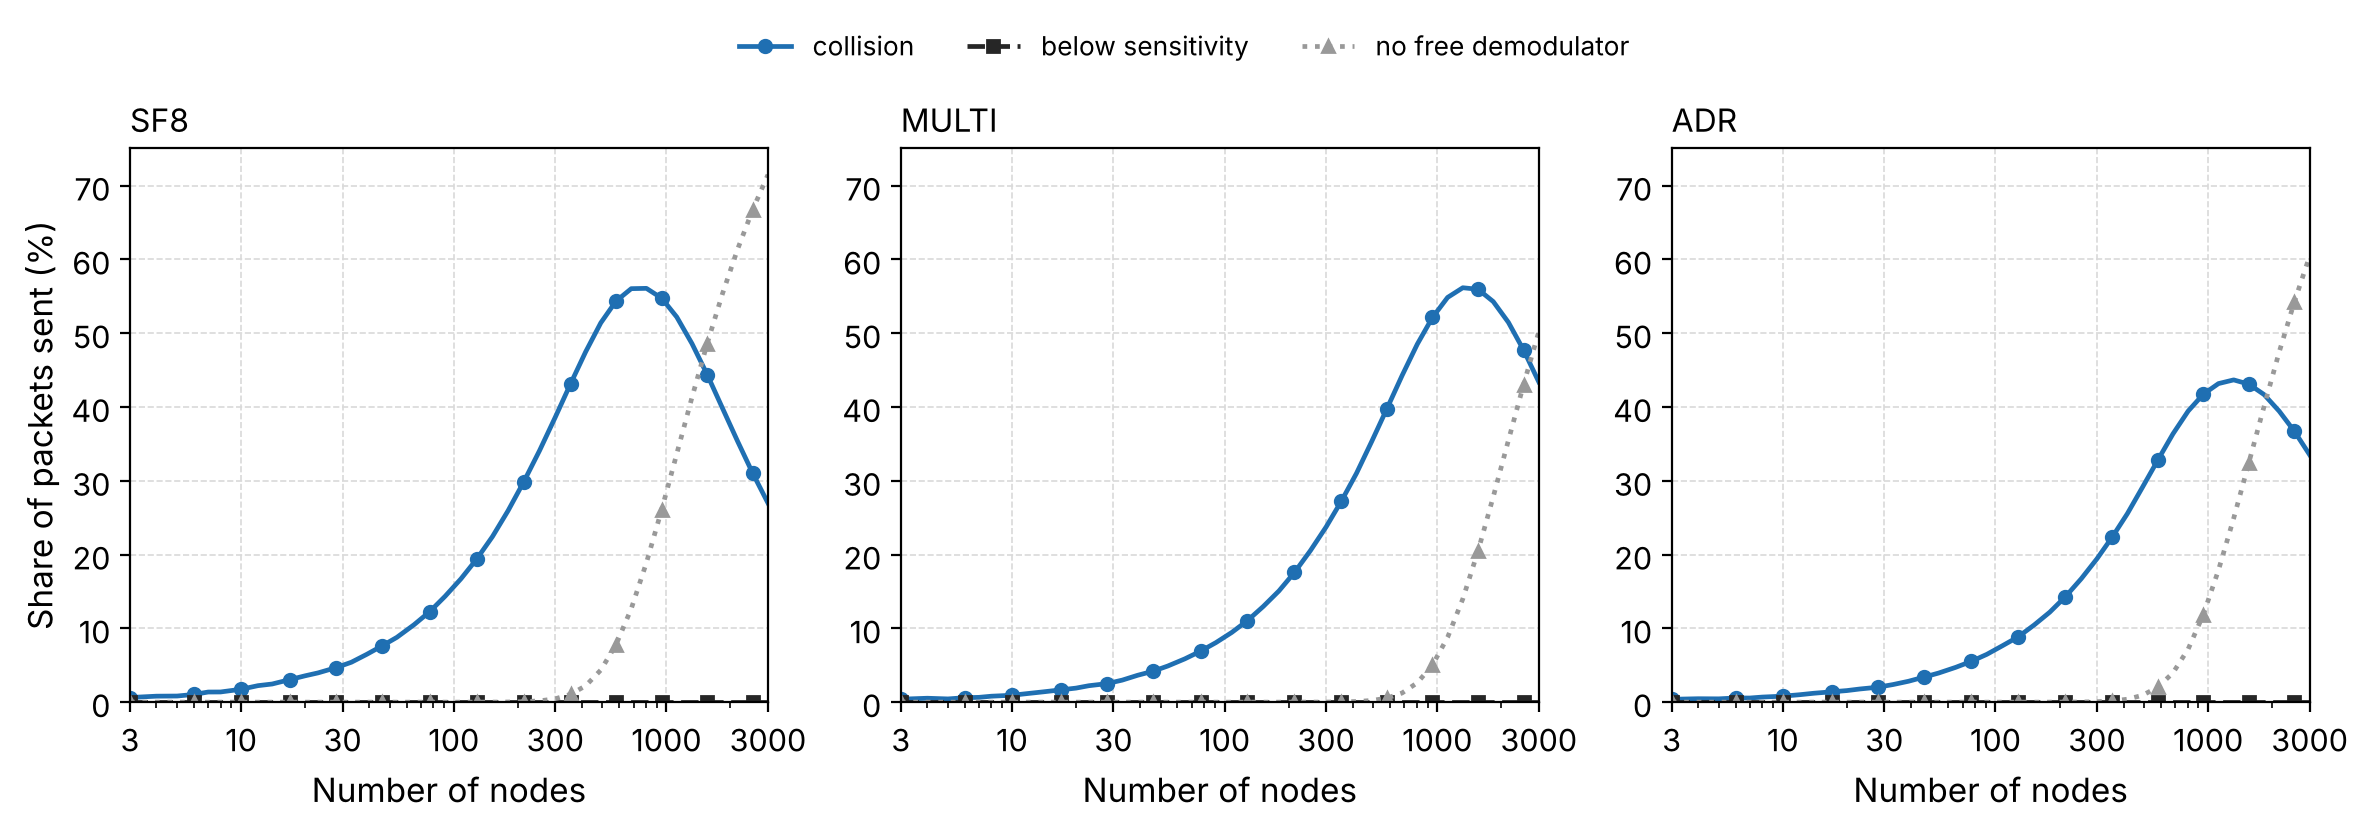 collision below sensitivity no free demodulator
SF8 MULTI ADR
Share of packets sent (%)
70
60
50
40
30
20
10
0
3 10 30 100 300 1000 3000
Number of nodes
70
60
50
40
30
20
10
0
3 10 30 100 300 1000 3000
Number of nodes
70
60
50
40
30
20
10
0
3 10 30 100 300 1000 3000
Number of nodes